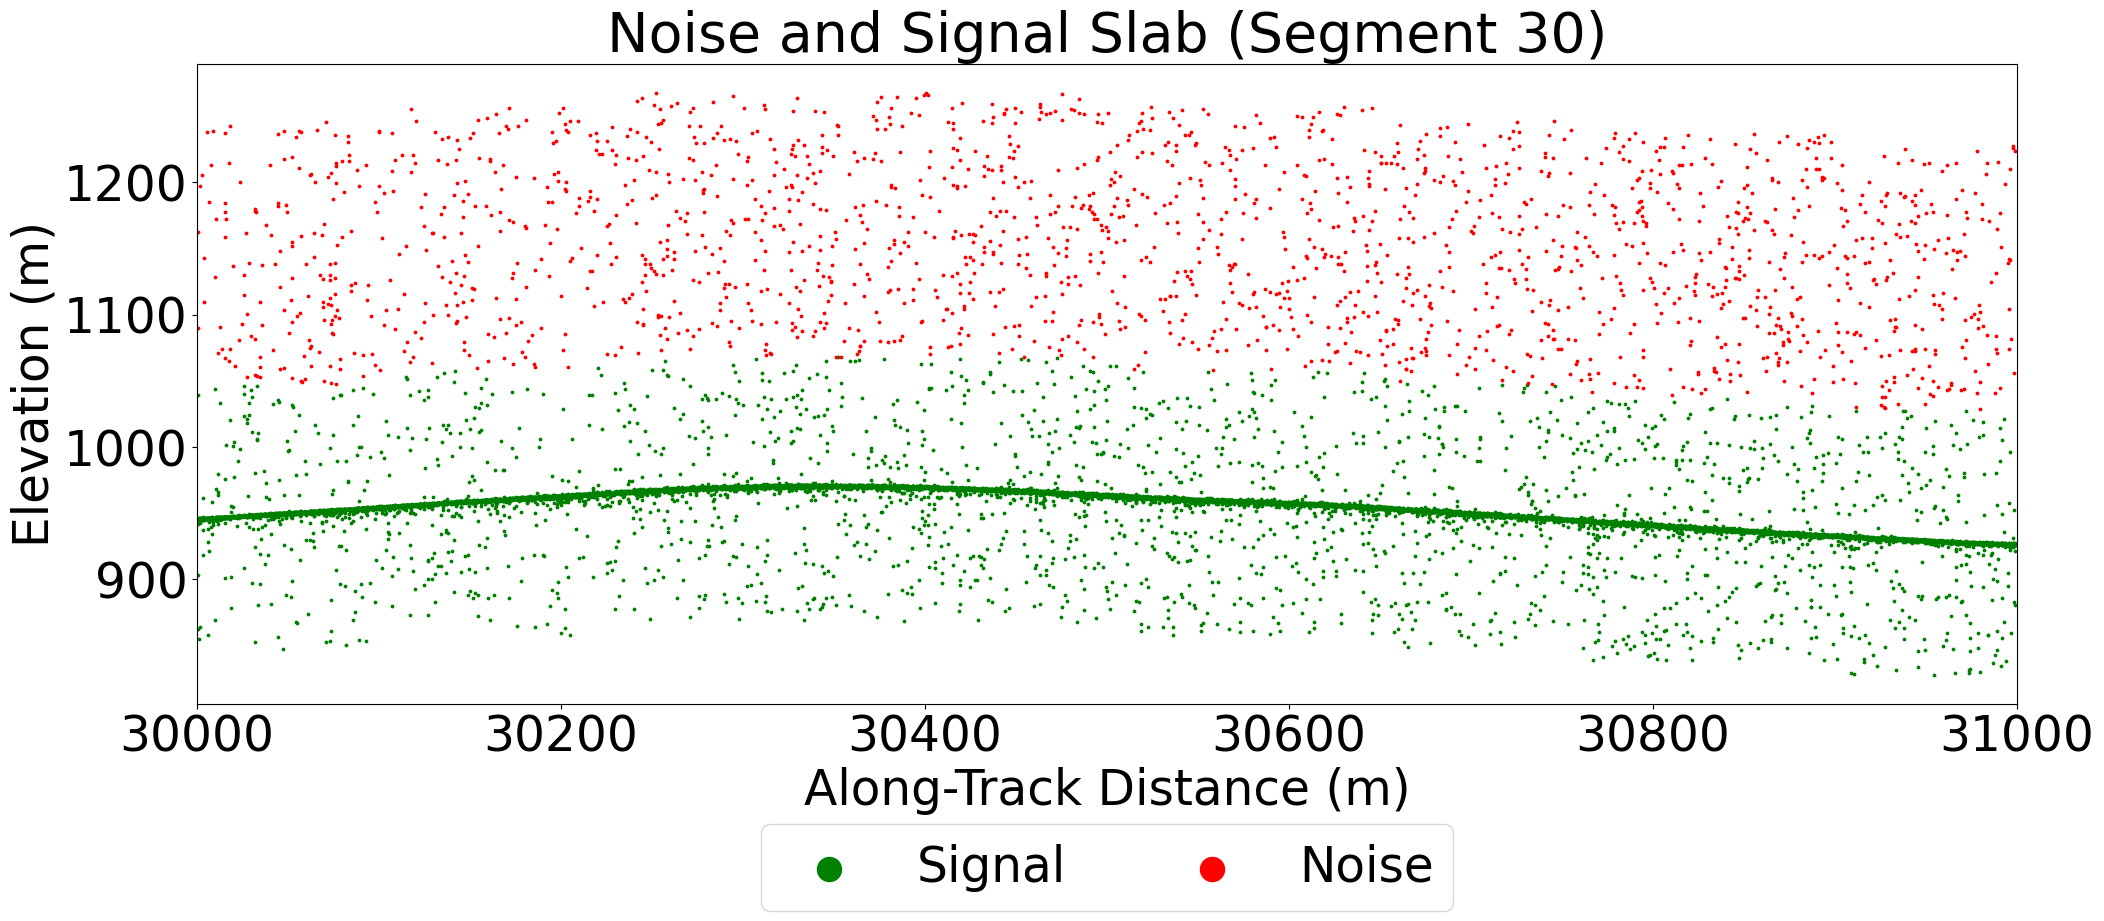 Noise and Signal Slab (Segment 30)
Elevation (m)
1200
1100
1000
900
30000 30200 30400 30600 30800 31000
Along-Track Distance (m)
Signal Noise